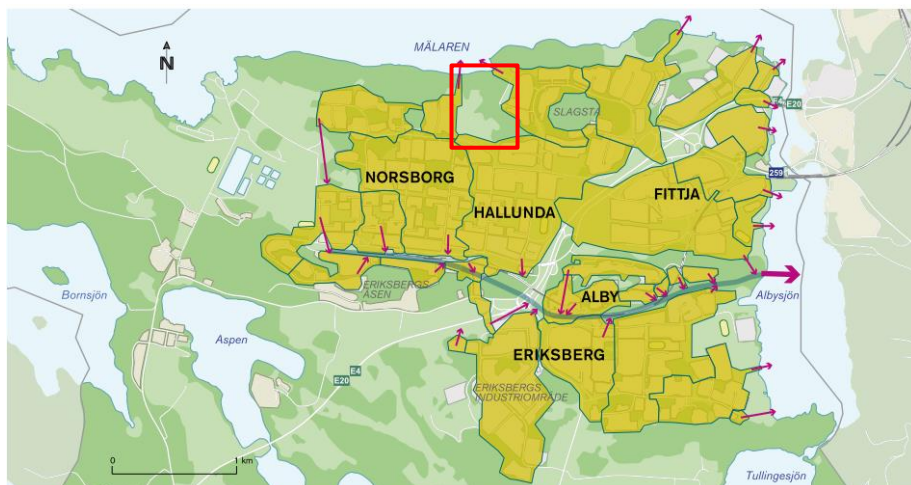 MÄLAREN
N
E20
SLAGSTA
NORSBORG
259
FITTJA
HALLUNDA
ERIKSBERGS
ÅSEN
Bornsjön
ALBY
Albysjön
Aspen
ERIKSBERG
E4
E20
ERIKSBERGS
INDUSTRIOMRÅDE
0 1
km
Tullingesjön